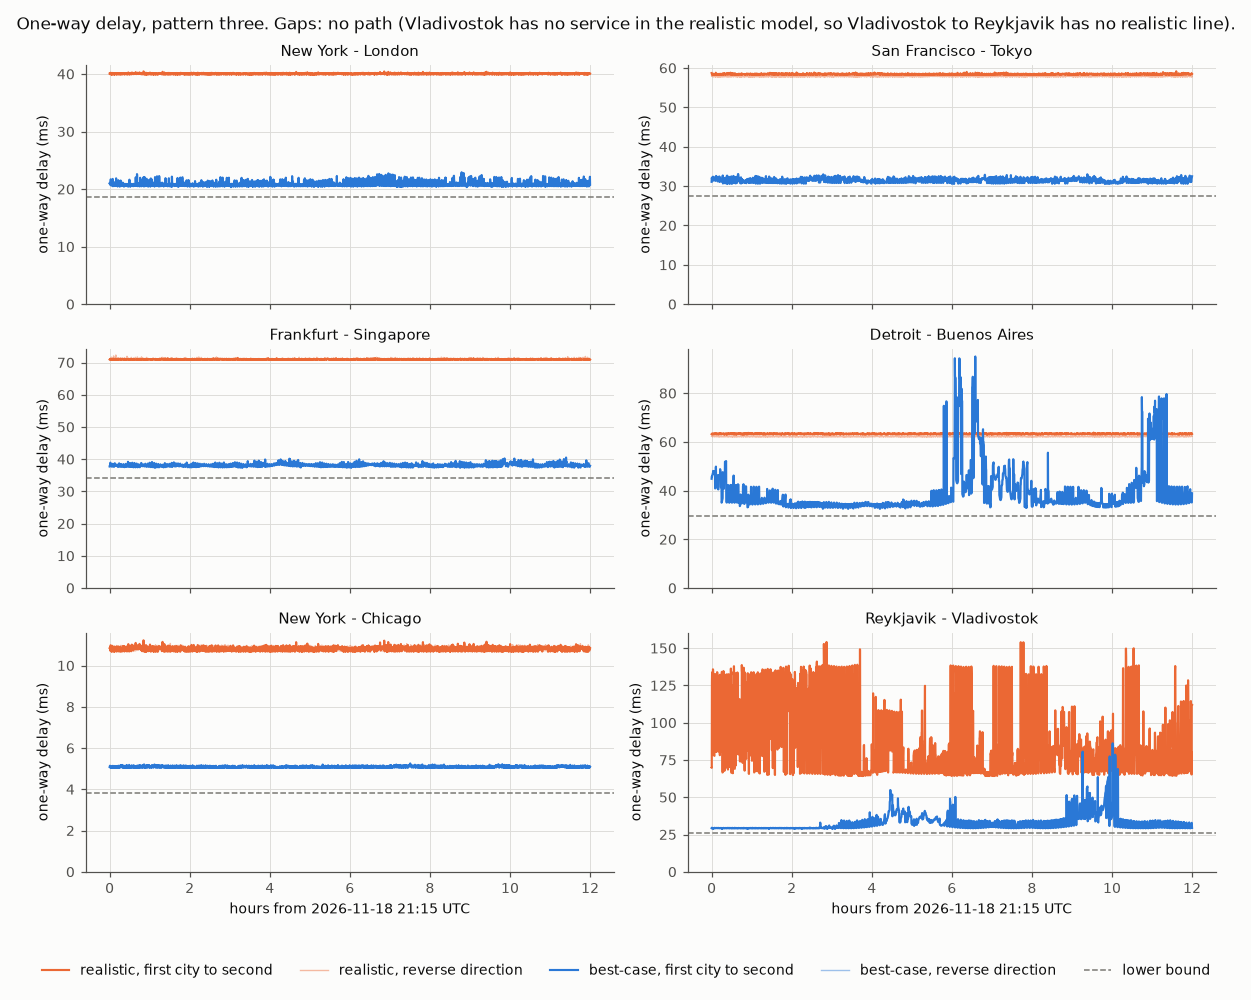 One-way delay, pattern three. Gaps: no path (Vladivostok has no service in the realistic model, so Vladivostok to Reykjavik has no realistic line).
New York - London
one-way delay (ms)
40
30
20
10
0
San Francisco - Tokyo
one-way delay (ms)
60
50
40
30
20
10
0
Frankfurt - Singapore
one-way delay (ms)
70
60
50
40
30
20
10
0
Detroit - Buenos Aires
one-way delay (ms)
80
60
40
20
0
New York - Chicago
one-way delay (ms)
10
8
6
4
2
0
0 2 4 6 8 10 12
hours from 2026-11-18 21:15 UTC
Reykjavik - Vladivostok
one-way delay (ms)
150
125
100
75
50
25
0
0 2 4 6 8 10 12
hours from 2026-11-18 21:15 UTC
realistic, first city to second realistic, reverse direction best-case, first city to second best-case, reverse direction lower bound